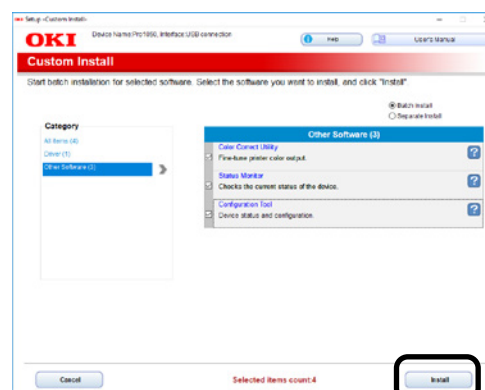 Setup -Custom Install-
OKI
Device Name:Pro1050, Interface:USB connection
Help
User's Manual
Custom Install
Start batch installation for selected software. Select the software you want to install, and click "Install"
Batch Install
Separate Install
Category
All Items (4)
Driver (1)
Other Software (3)
Other Software (3)
Color Correct Utility
Fine-tune printer color output.
Status Monitor
Checks the current status of the device.
Configuration Tool
Device status and configuration.
Cancel
Selected items count:4
Install